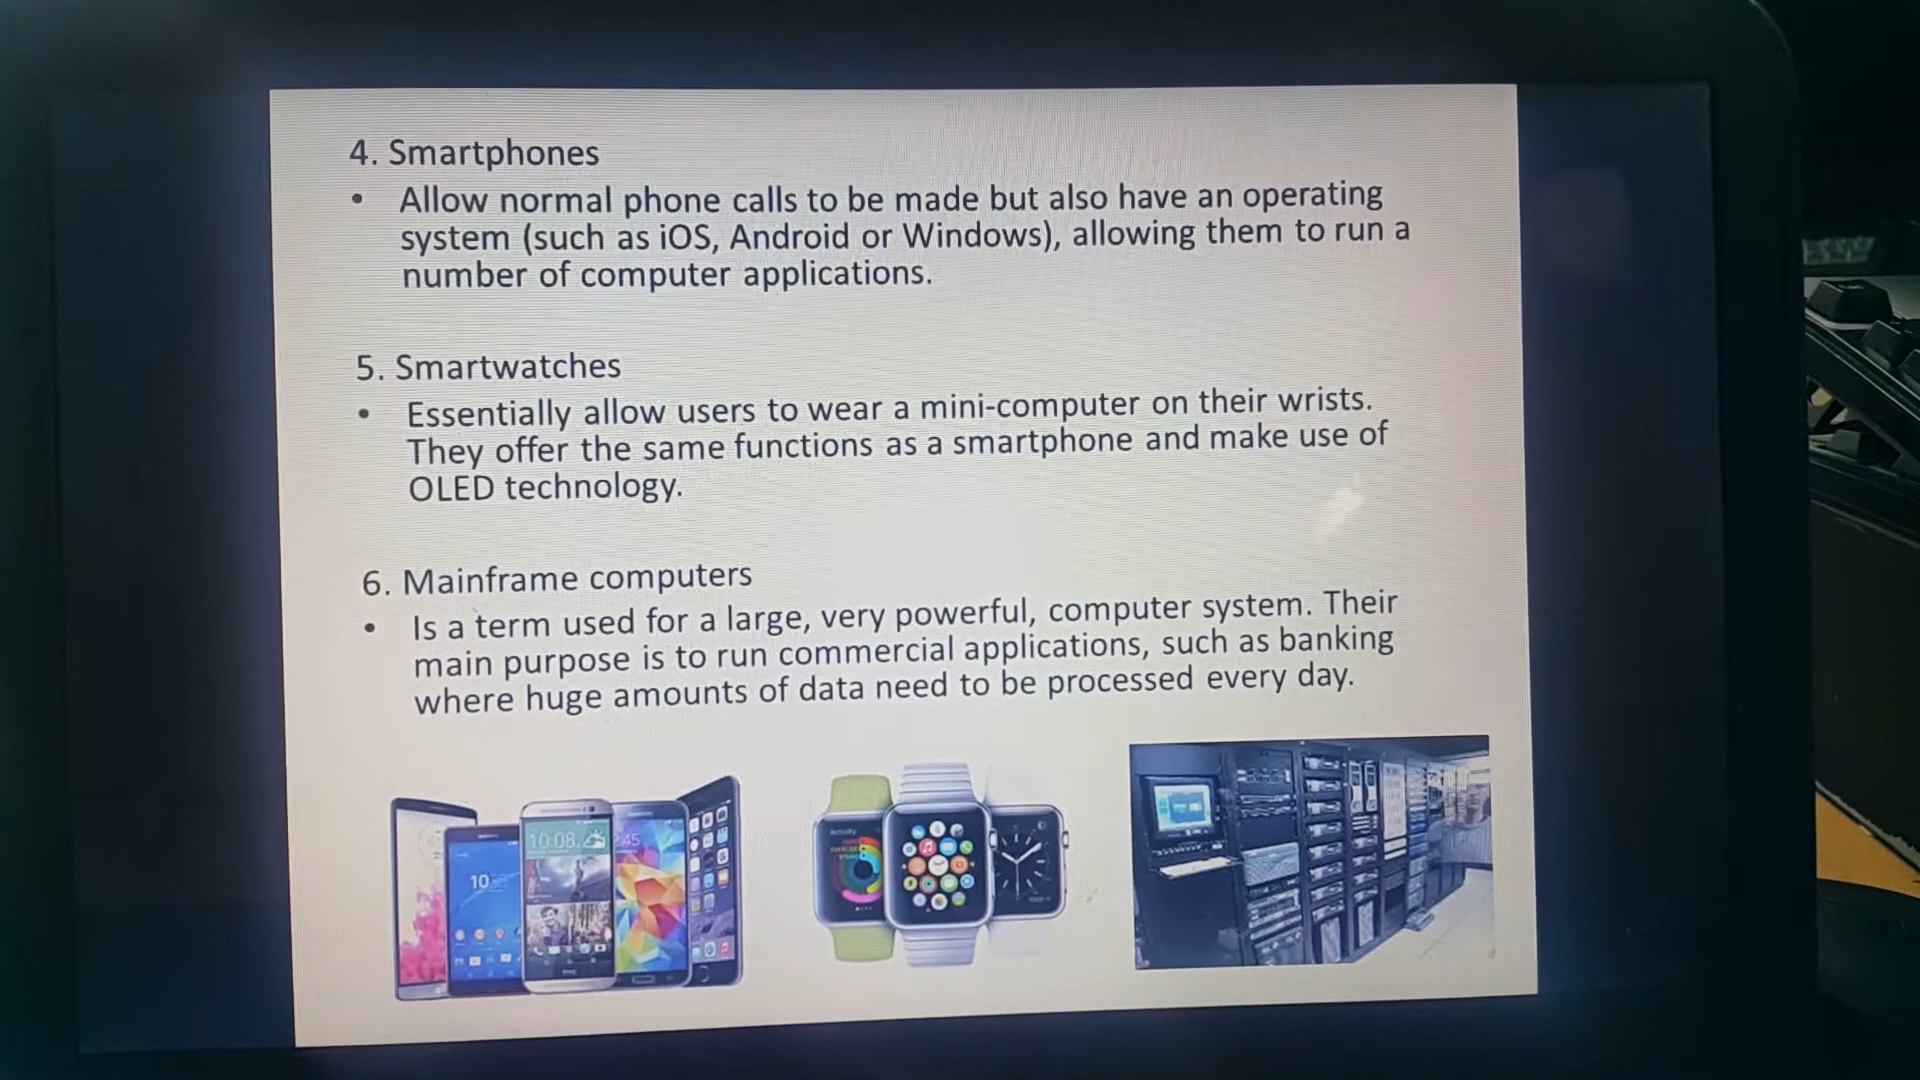 4. Smartphones
• Allow normal phone calls to be made but also have an operating
system (such as iOS, Android or Windows), allowing them to run a
number of computer applications.
5. Smartwatches
• Essentially allow users to wear a mini-computer on their wrists.
They offer the same functions as a smartphone and make use of
OLED technology.
6. Mainframe computers
• Is a term used for a large, very powerful, computer system. Their
main purpose is to run commercial applications, such as banking
where huge amounts of data need to be processed every day.
10
10:08
Activity